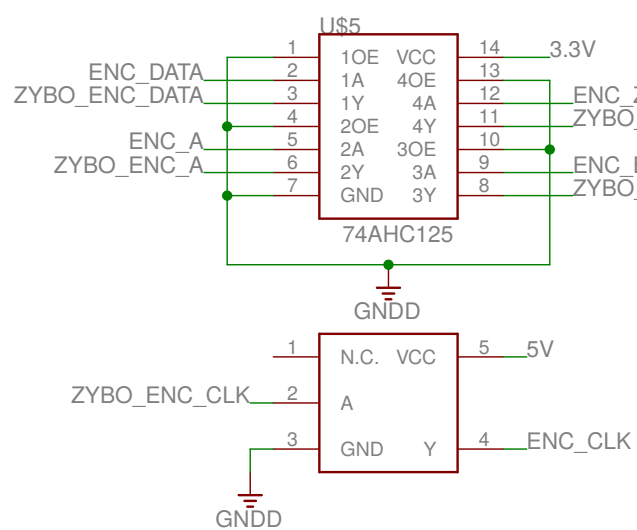 U$5
1 1OE VCC 14 3.3V
ENC_DATA 2 1A 4OE 13
ZYBO_ENC_DATA 3 1Y 4A 12
4 2OE 4Y 11
ENC_A 5 2A 3OE 10
ZYBO_ENC_A 6 2Y 3A 9
7 GND 3Y 8
74AHC125
GNDD
1 N.C. VCC 5 5V
ZYBO_ENC_CLK 2 A
3 GND Y 4 ENC_CLK
GNDD